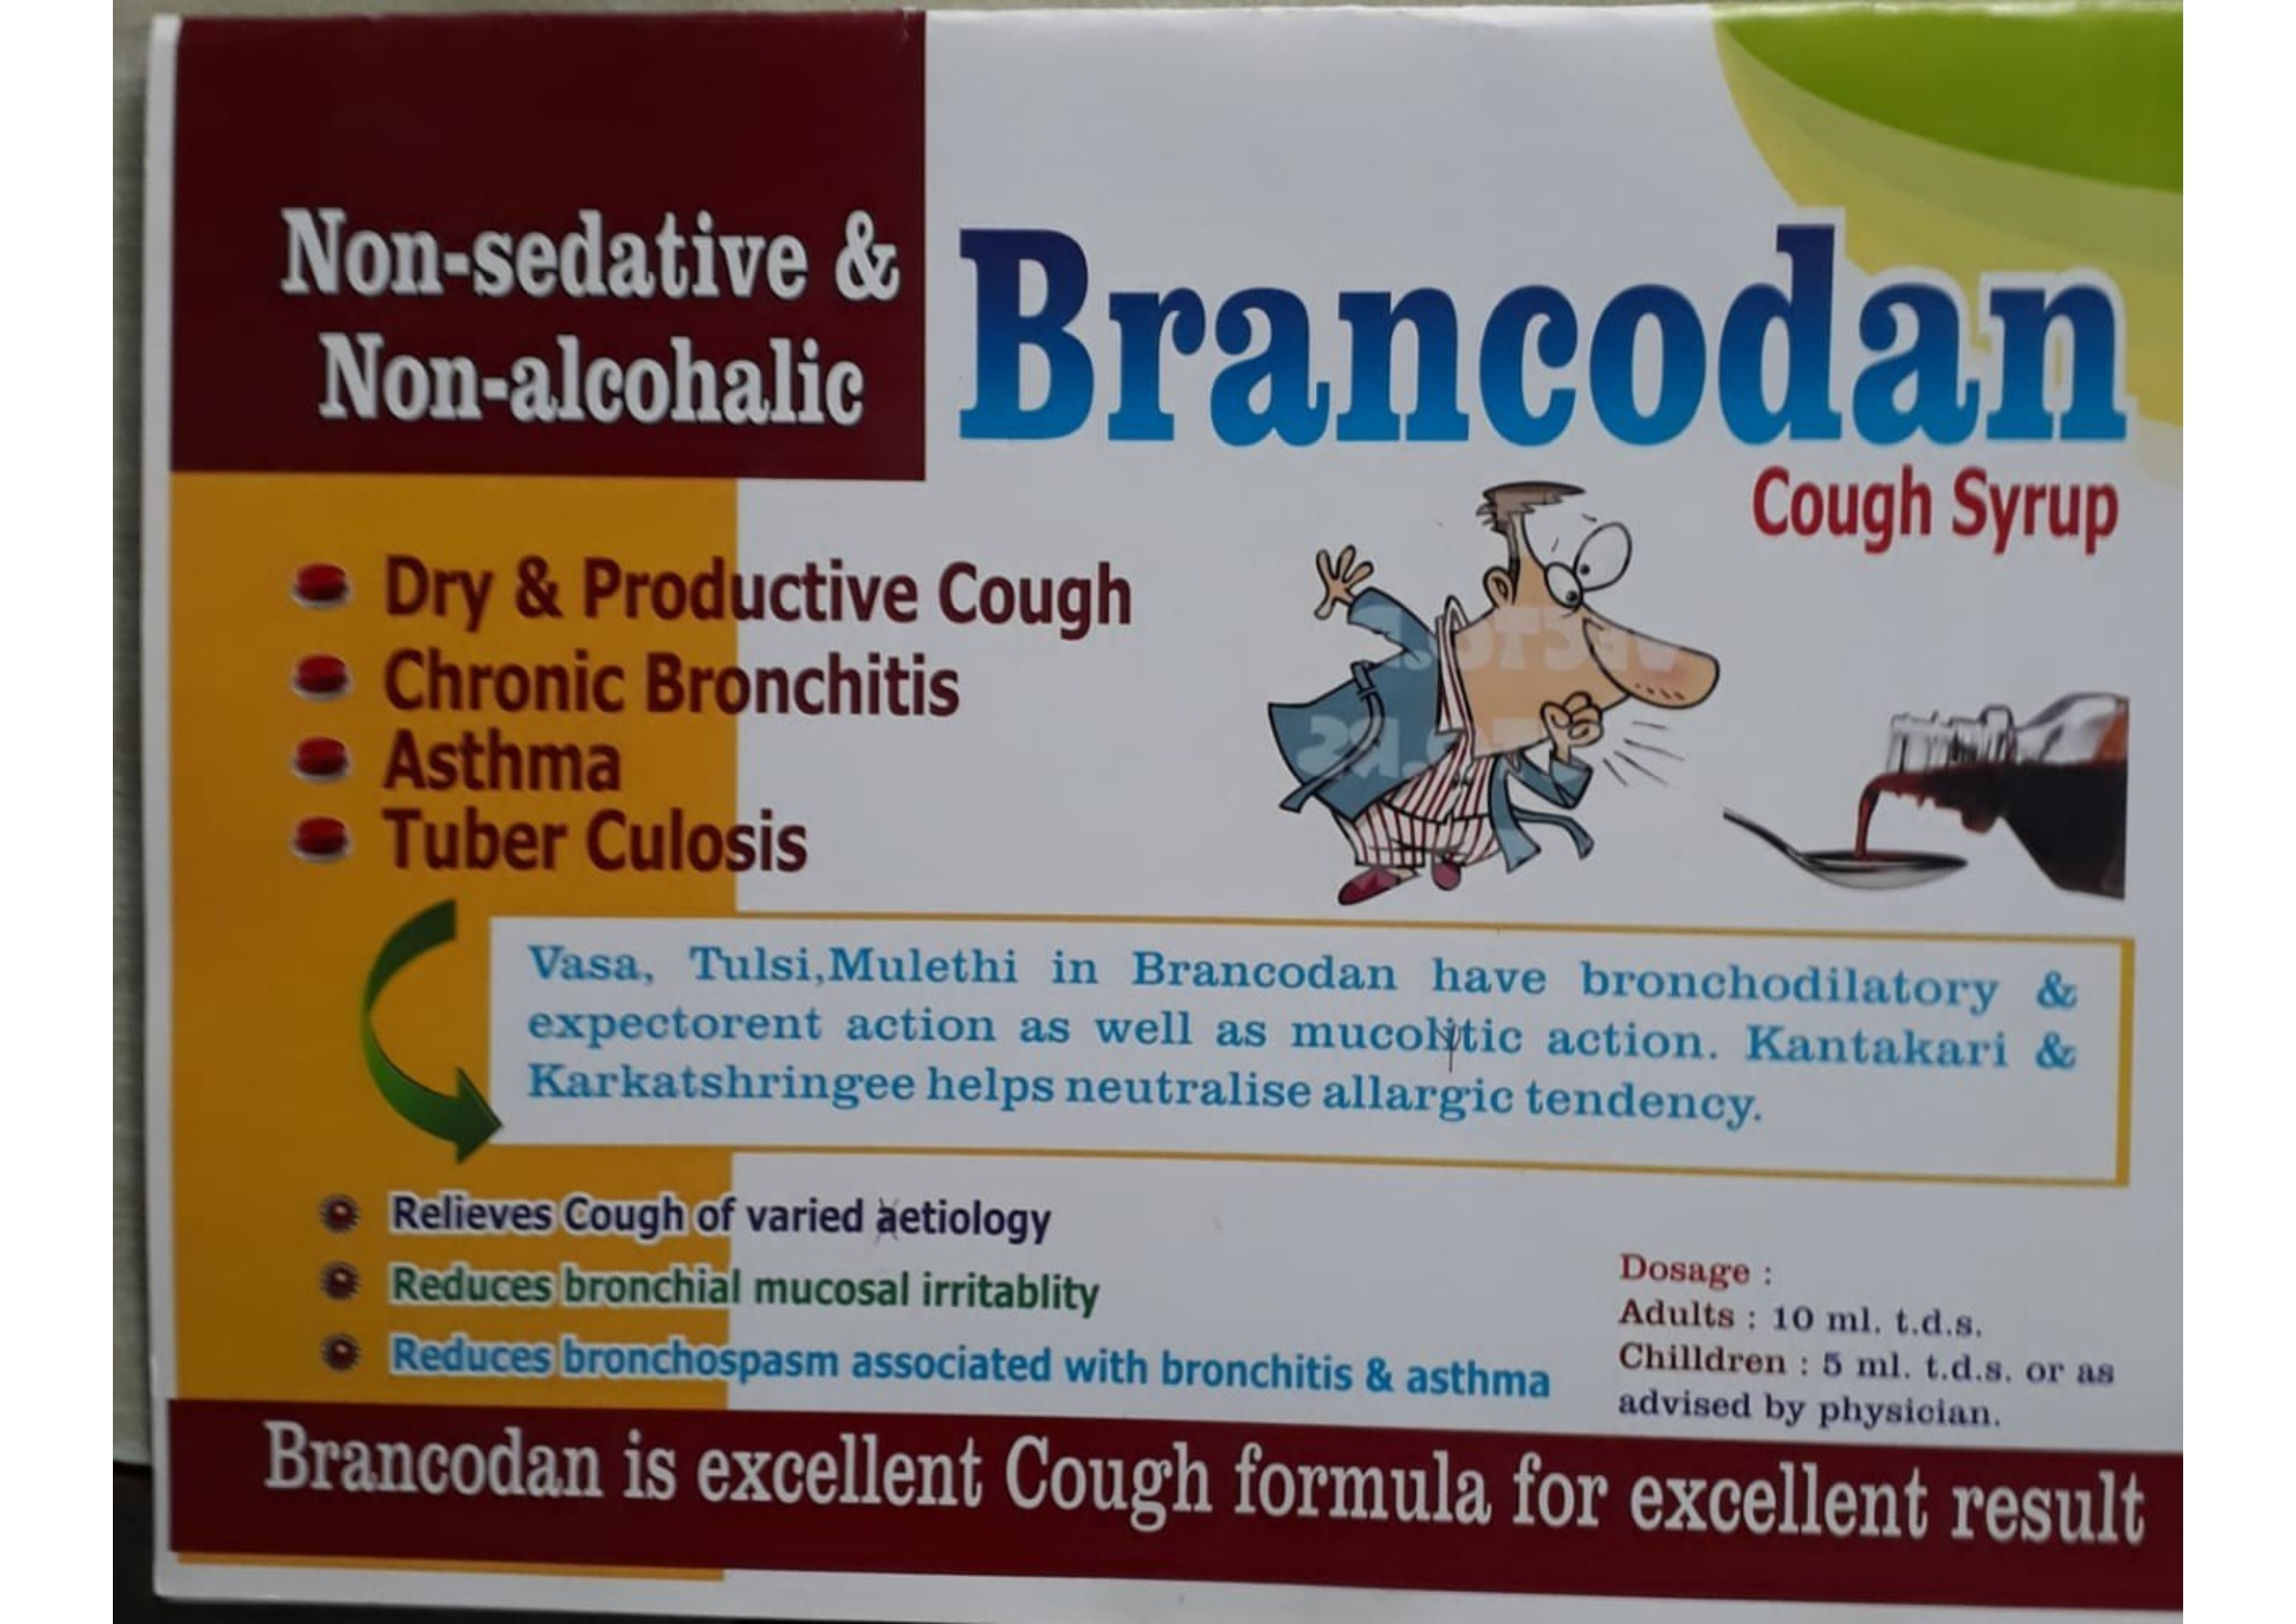 Non-sedative &
Non-alcohalic
Brancodan
Cough Syrup
Dry & Productive Cough
Chronic Bronchitis
Asthma
Tuber Culosis
Vasa, Tulsi,Mulethi in Brancodan have bronchodilatory &
expectorent action as well as mucolytic action. Kantakari &
Karkatshringee helps neutralise allergic tendency.
Relieves Cough of varied aetiology
Reduces bronchial mucosal irritablity
Reduces bronchospasm associated with bronchitis & asthma
Dosage :
Adults : 10 ml. t.d.s.
Chilldren : 5 ml. t.d.s. or as
advised by physician.
Brancodan is excellent Cough formula for excellent result